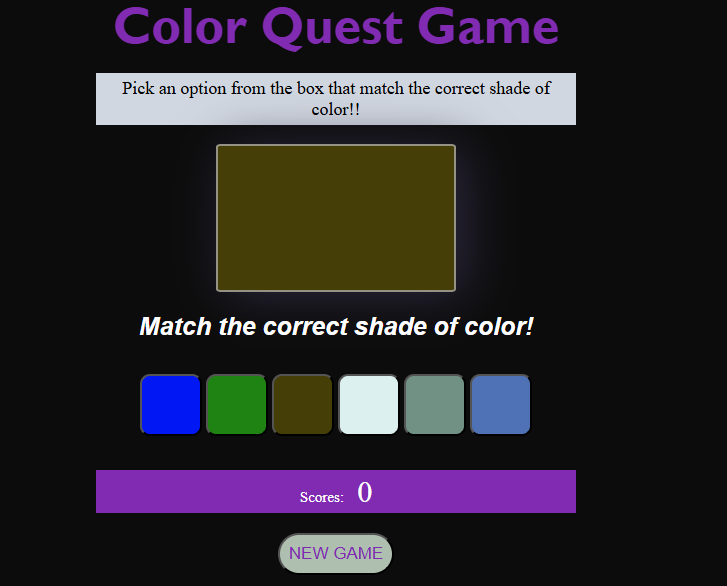 Color Quest Game
Pick an option from the box that match the correct shade of
color!!
Match the correct shade of color!
Scores: 0
NEW GAME